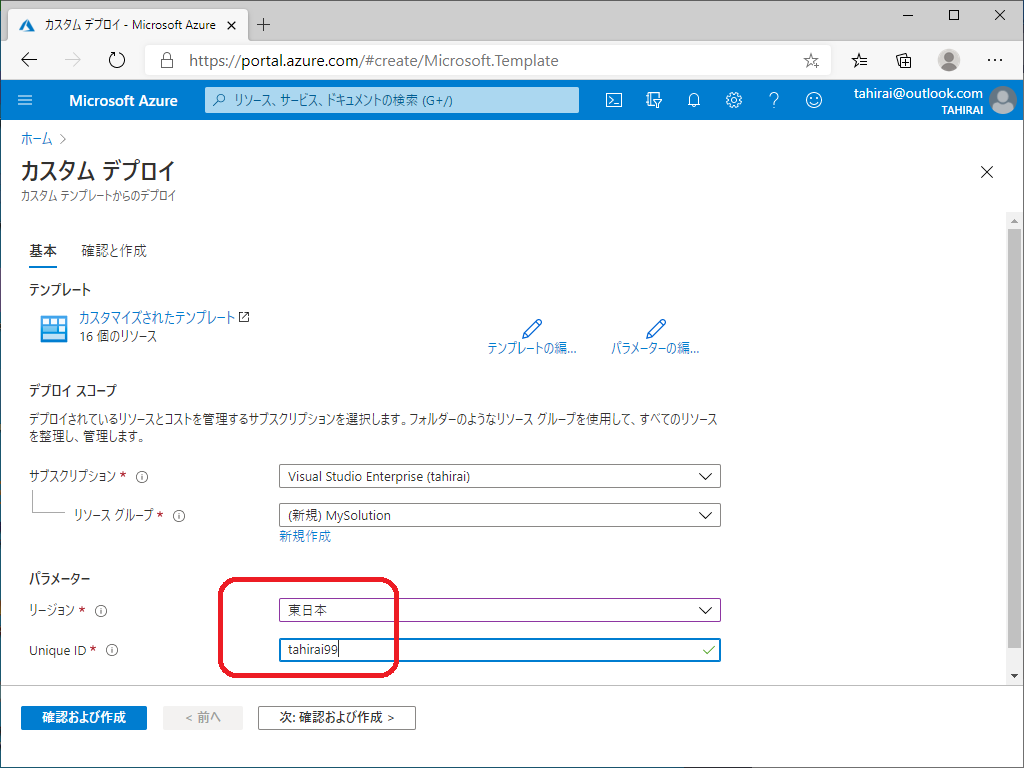 カスタム デプロイ - Microsoft Azure
https://portal.azure.com/#create/Microsoft.Template
Microsoft Azure
リソース、サービス、ドキュメントの検索 (G+/)
tahirai@outlook.com
TAHIRAI
ホーム >
カスタム デプロイ
カスタム テンプレートからのデプロイ
基本 確認と作成
テンプレート
カスタマイズされたテンプレート
16 個のリソース
テンプレートの編... パラメーターの編...
デプロイ スコープ
デプロイされているリソースとコストを管理するサブスクリプションを選択します。フォルダーのようなリソース グループを使用して、すべてのリソース
を整理し、管理します。
サブスクリプション * Visual Studio Enterprise (tahirai)
リソース グループ * (新規) MySolution
新規作成
パラメーター
リージョン * 東日本
Unique ID * tahirai99
確認および作成 < 前へ 次: 確認および作成 >